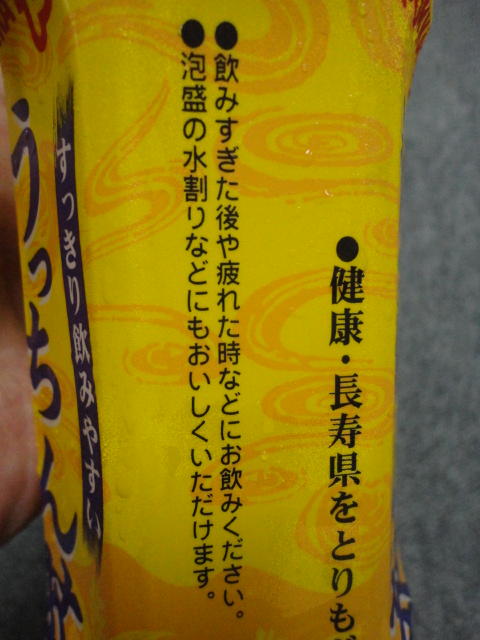 ●健康・長寿県をとりも
●飲みすぎた後や疲れた時などにお飲みください。
●泡盛の水割りなどにもおいしくいただけます。
すっきり飲みやすい
うっちん